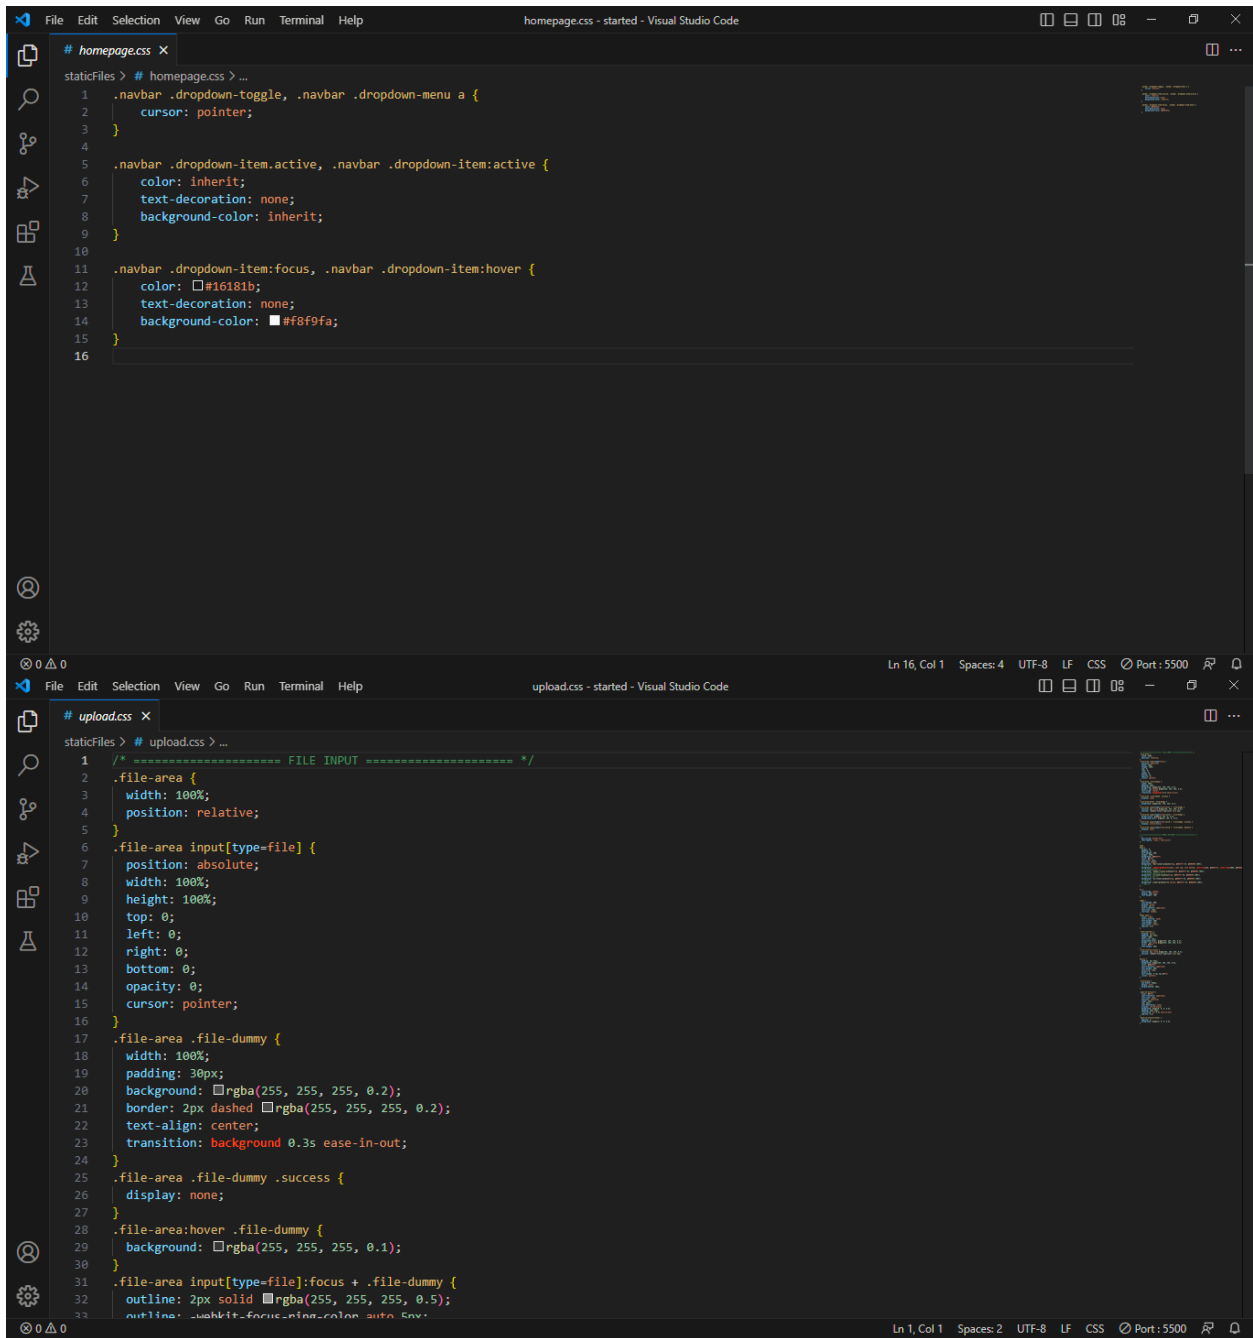 File Edit Selection View Go Run Terminal Help homepage.css - started - Visual Studio Code
# homepage.css
staticFiles > # homepage.css > ...
1 .navbar .dropdown-toggle, .navbar .dropdown-menu a {
2 cursor: pointer;
3 }
4
5 .navbar .dropdown-item.active, .navbar .dropdown-item:active {
6 color: inherit;
7 text-decoration: none;
8 background-color: inherit;
9 }
10
11 .navbar .dropdown-item:focus, .navbar .dropdown-item:hover {
12 color: #16181b;
13 text-decoration: none;
14 background-color: #f8f9fa;
15 }
16
0 0 Ln 16, Col 1 Spaces: 4 UTF-8 LF CSS Port : 5500
File Edit Selection View Go Run Terminal Help upload.css - started - Visual Studio Code
# upload.css
staticFiles > # upload.css > ...
1 /* ===================== FILE INPUT ===================== */
2 .file-area {
3 width: 100%;
4 position: relative;
5 }
6 .file-area input[type=file] {
7 position: absolute;
8 width: 100%;
9 height: 100%;
10 top: 0;
11 left: 0;
12 right: 0;
13 bottom: 0;
14 opacity: 0;
15 cursor: pointer;
16 }
17 .file-area .file-dummy {
18 width: 100%;
19 padding: 30px;
20 background: rgba(255, 255, 255, 0.2);
21 border: 2px dashed rgba(255, 255, 255, 0.2);
22 text-align: center;
23 transition: background 0.3s ease-in-out;
24 }
25 .file-area .file-dummy .success {
26 display: none;
27 }
28 .file-area:hover .file-dummy {
29 background: rgba(255, 255, 255, 0.1);
30 }
31 .file-area input[type=file]:focus + .file-dummy {
32 outline: 2px solid rgba(255, 255, 255, 0.5);
33 outline: -webkit-focus-ring-color auto 5px;
0 0 Ln 1, Col 1 Spaces: 2 UTF-8 LF CSS Port : 5500